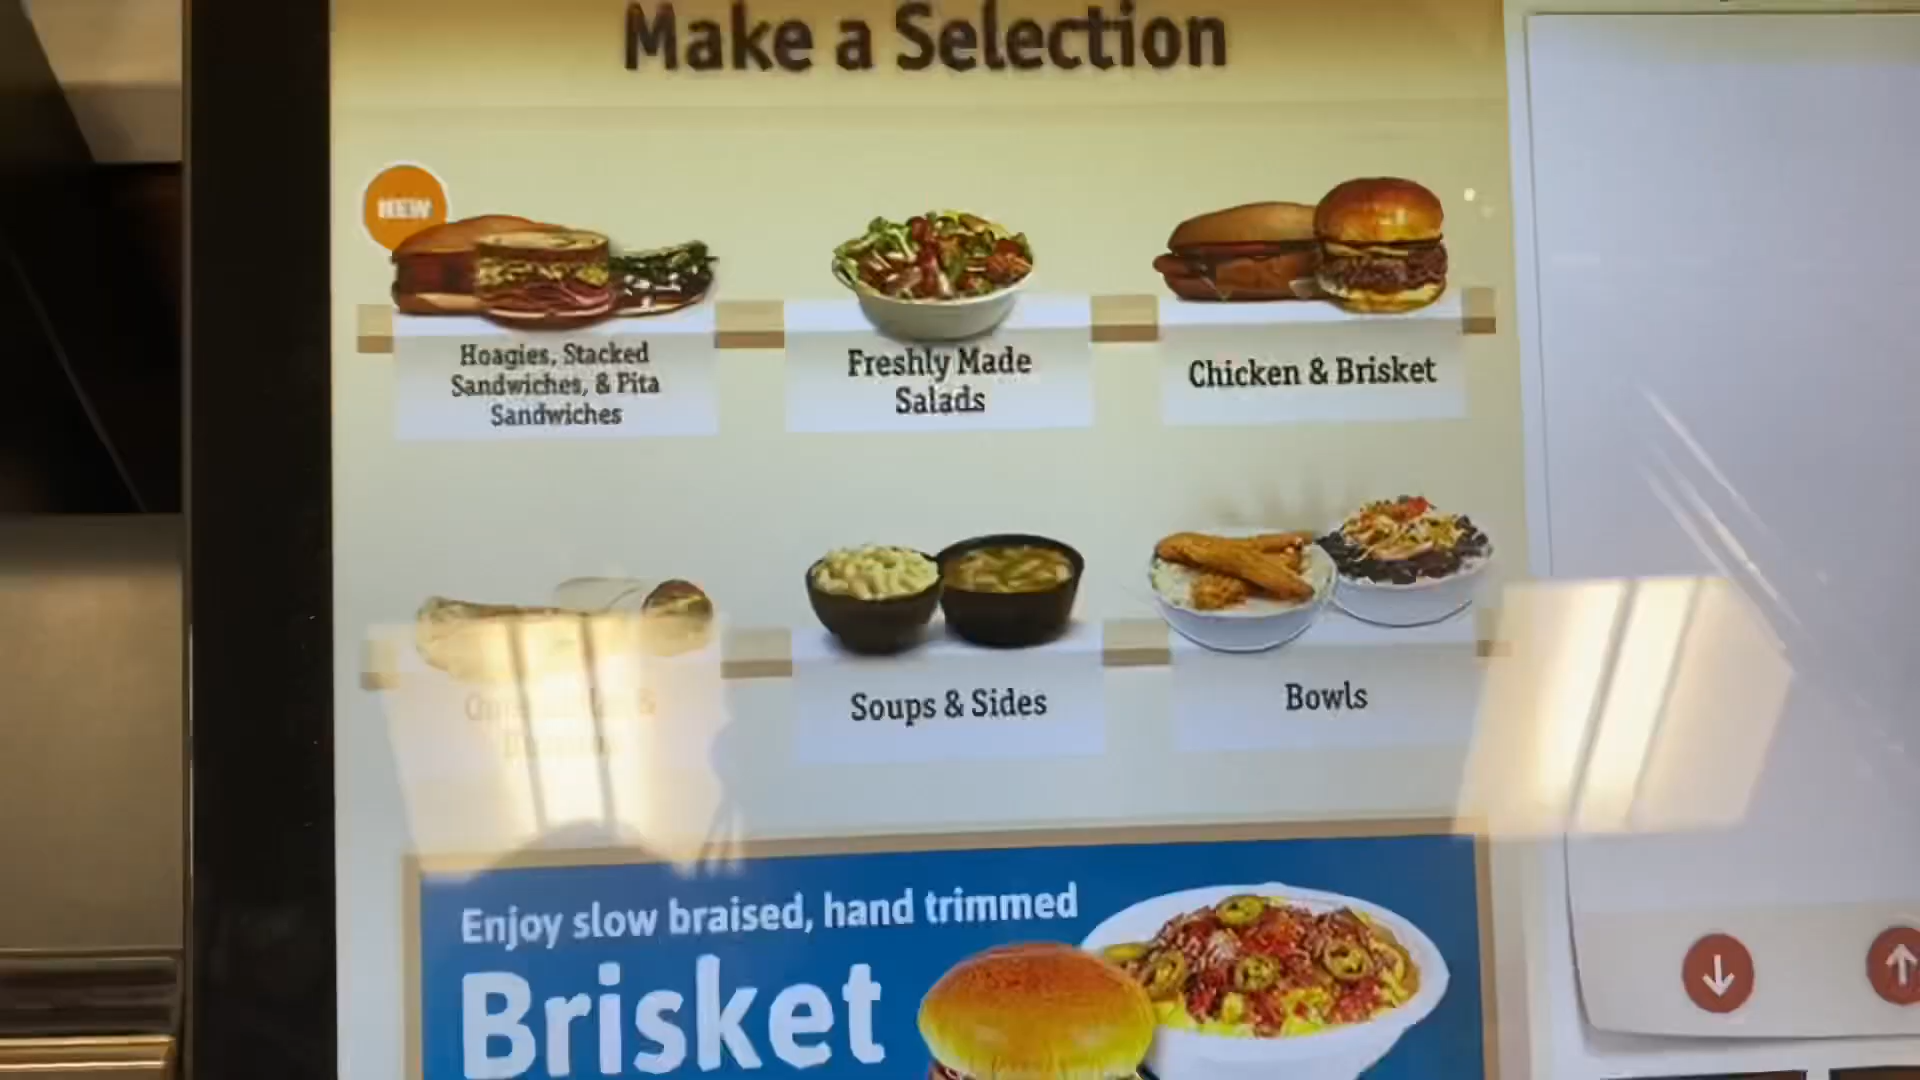 Make a Selection
NEW
Hoagies, Stacked
Sandwiches, & Pita
Sandwiches
Freshly Made
Salads
Chicken & Brisket
Soups & Sides
Bowls
Enjoy slow braised, hand trimmed
Brisket